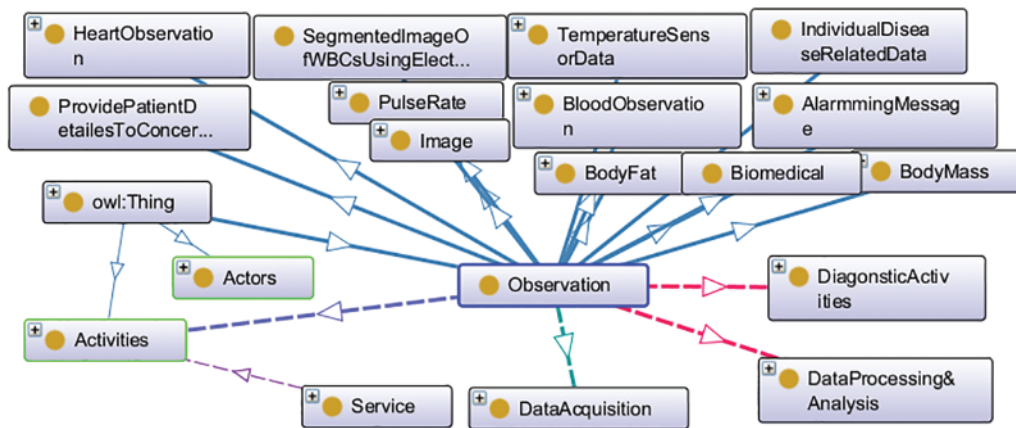 HeartObservatio
n
SegmentedImageO
fWBCsUsingElect...
TemperatureSens
orData
IndividualDisea
seRelatedData
ProvidePatientD
etailesToConcer...
PulseRate
BloodObservatio
n
AlarmmingMessag
e
Image
BodyFat
Biomedical
BodyMass
owl:Thing
Actors
Observation
DiagonsticActiv
ities
Activities
Service
DataAcquisition
DataProcessing&
Analysis